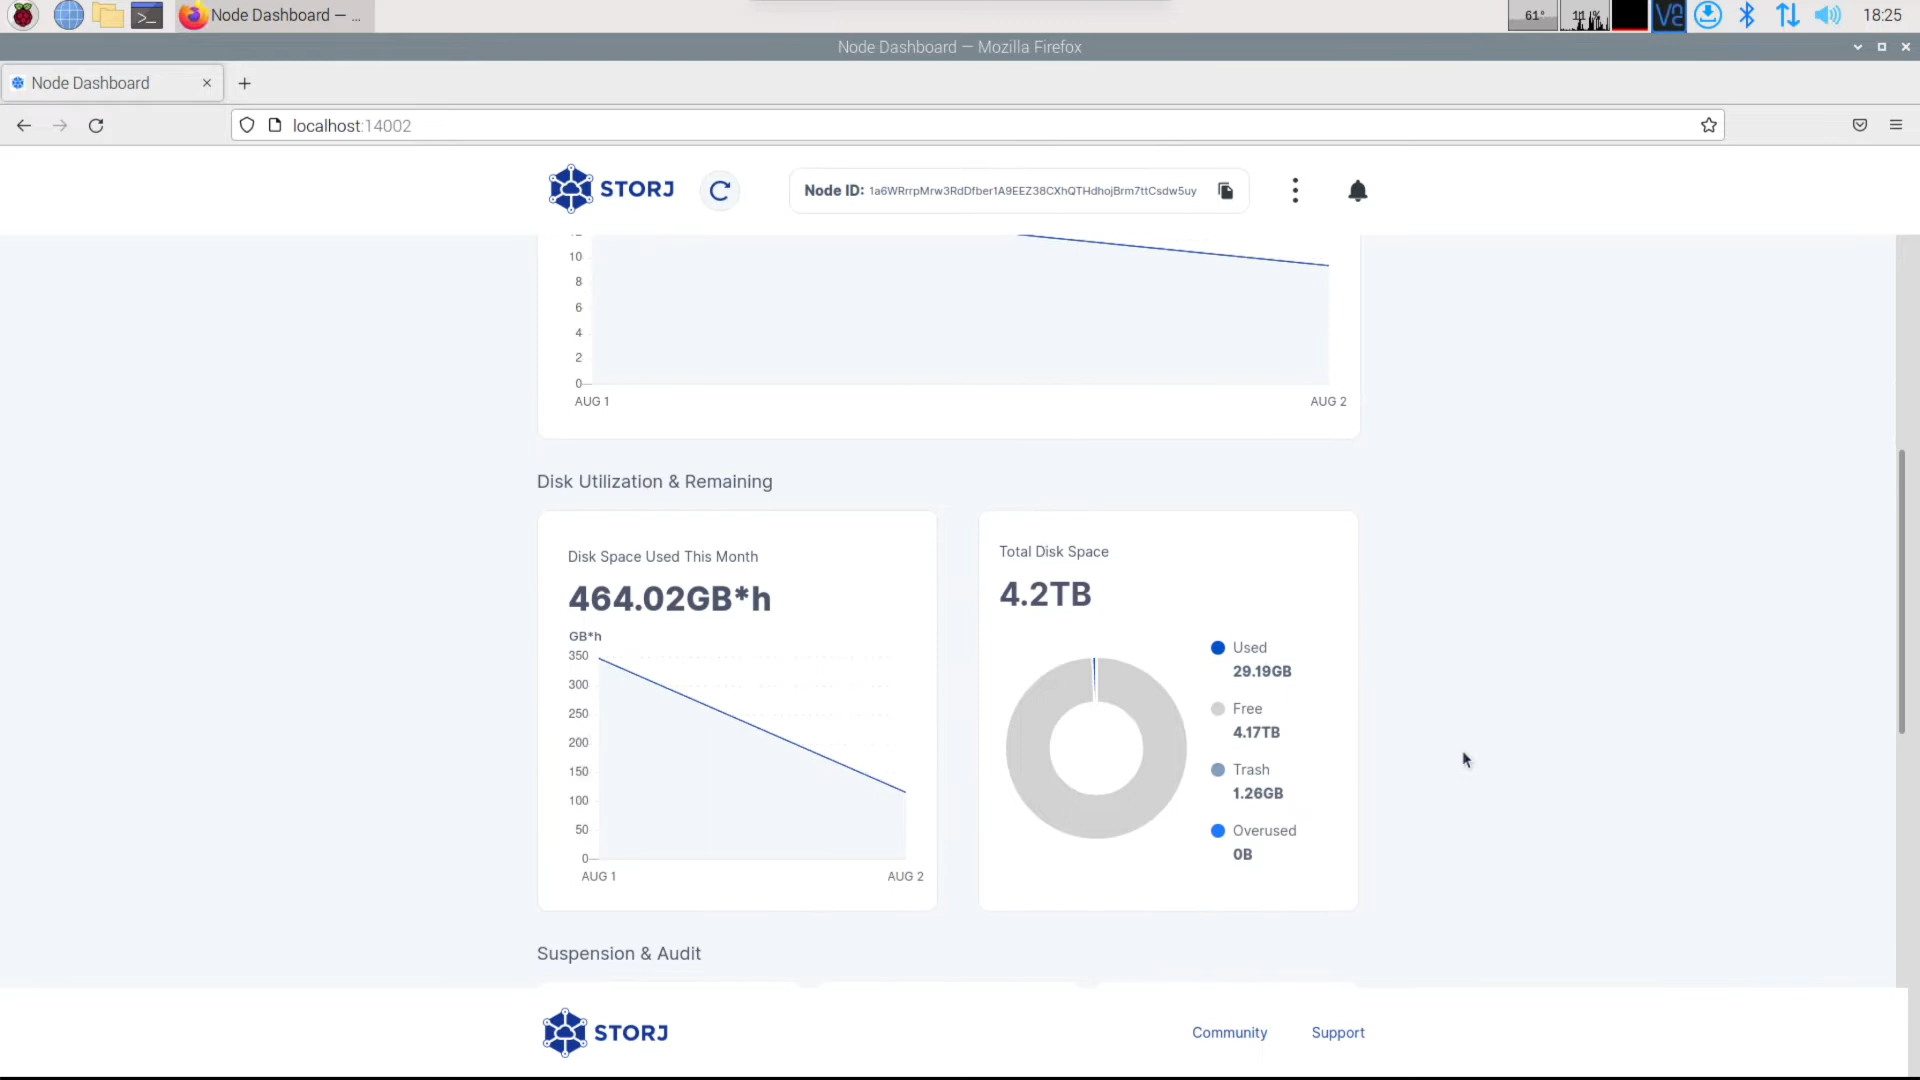 Node Dashboard — ...
61°
11 %
V2
18:25
Node Dashboard — Mozilla Firefox
Node Dashboard
localhost:14002
STORJ
Node ID: 1a6WRrrpMrw3RdDfber1A9EEZ38CXhQTHdhojBrm7ttCsdw5uy
12
10
8
6
4
2
0
AUG 1
AUG 2
Disk Utilization & Remaining
Disk Space Used This Month
464.02GB*h
GB*h
350
300
250
200
150
100
50
0
AUG 1
AUG 2
Total Disk Space
4.2TB
Used
29.19GB
Free
4.17TB
Trash
1.26GB
Overused
0B
Suspension & Audit
STORJ
Community
Support